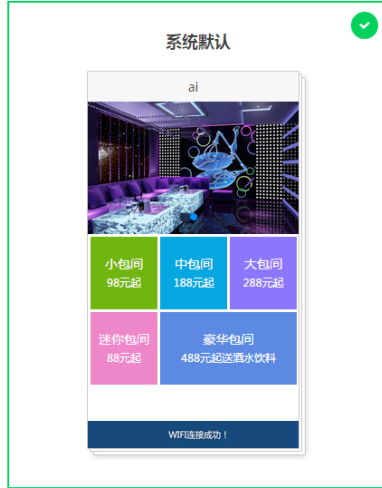 系统默认
ai
小包间
98元起
中包间
188元起
大包间
288元起
迷你包间
88元起
豪华包间
488元起送酒水饮料
WIFI连接成功！